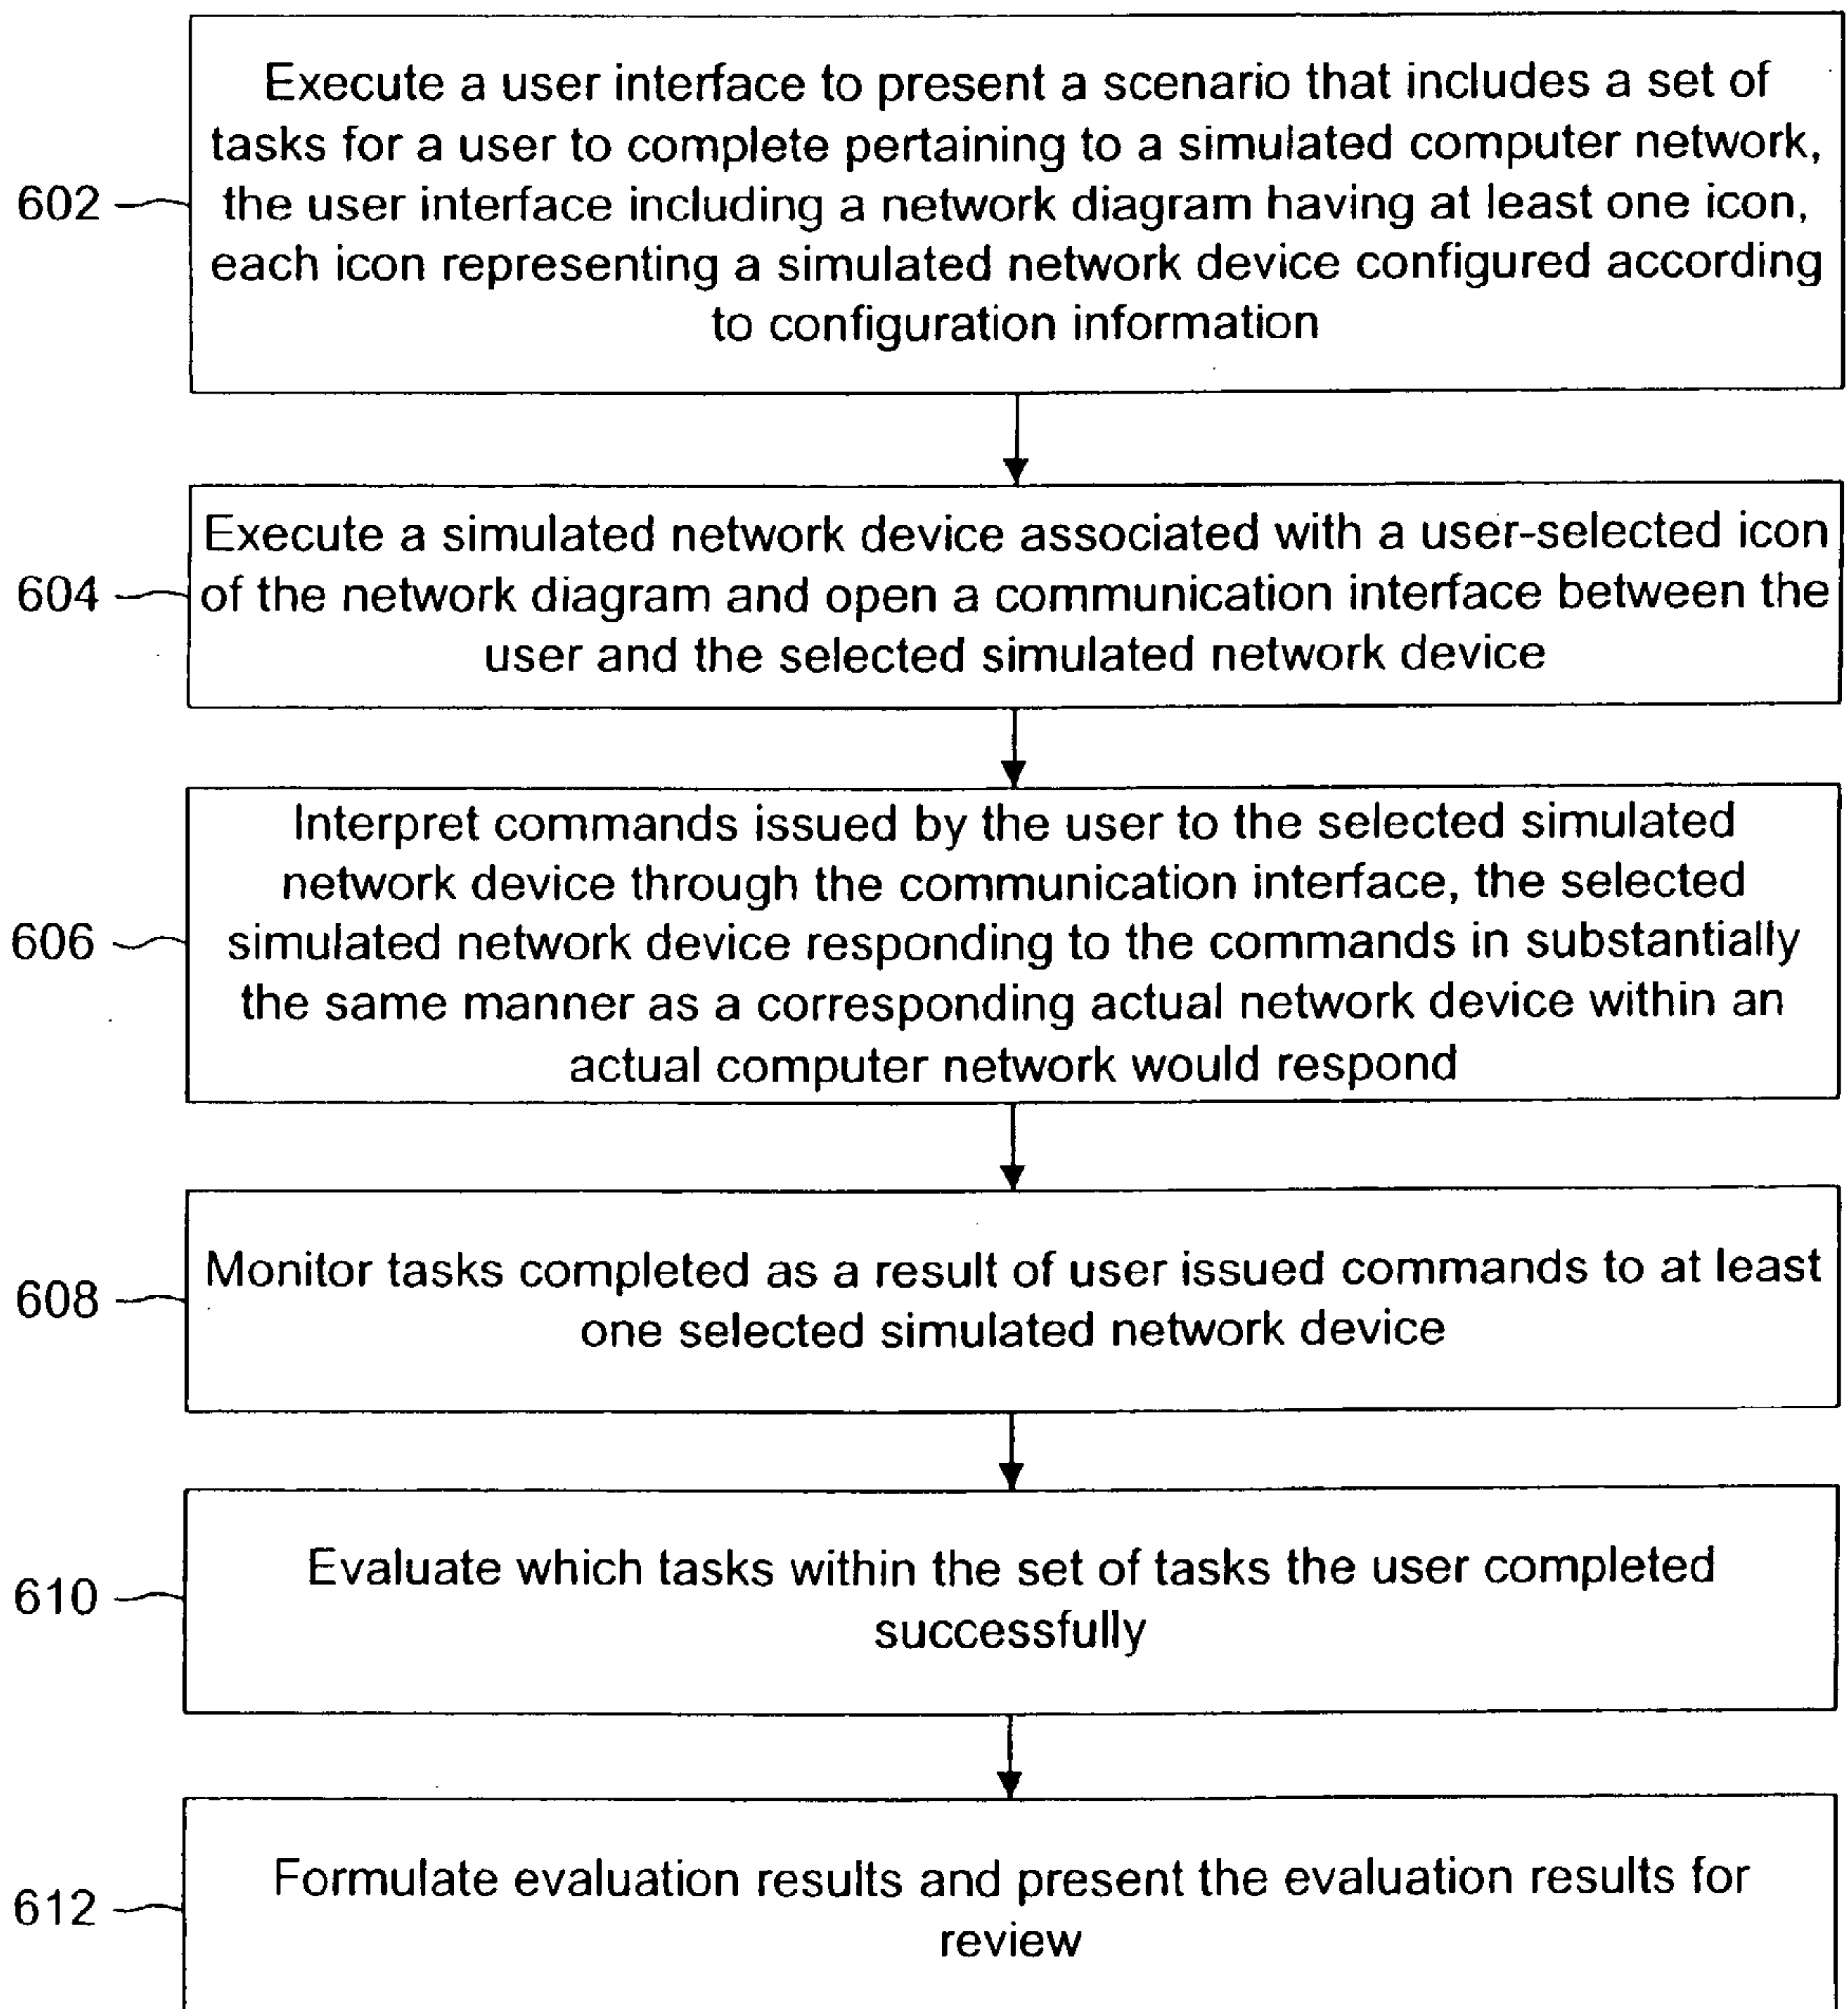 Execute a user interface to present a scenario that includes a set of
tasks for a user to complete pertaining to a simulated computer network,
602
the user interface including a network diagram having at least one icon,
each icon representing a simulated network device configured according
to configuration information
Execute a simulated network device associated with a user-selected icon
604
of the network diagram and open a communication interface between the
user and the selected simulated network device
Interpret commands issued by the user to the selected simulated
network device through the communication interface, the selected
606
simulated network device responding to the commands in substantially
the same manner as a corresponding actual network device within an
actual computer network would respond
608
Monitor tasks completed as a result of user issued commands to at least
one selected simulated network device
610
Evaluate which tasks within the set of tasks the user completed
successfully
612
Formulate evaluation results and present the evaluation results for
review